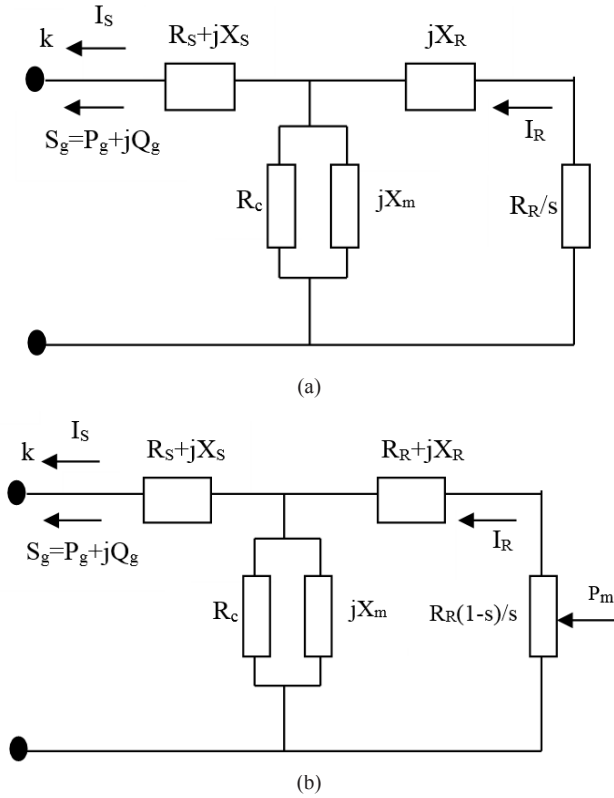 I_S
k
R_S+jX_S
jX_R
S_g=P_g+jQ_g
I_R
R_c
jX_m
R_R/s
(a)
I_S
k
R_S+jX_S
R_R+jX_R
S_g=P_g+jQ_g
I_R
R_c
jX_m
R_R(1-s)/s
P_m
(b)